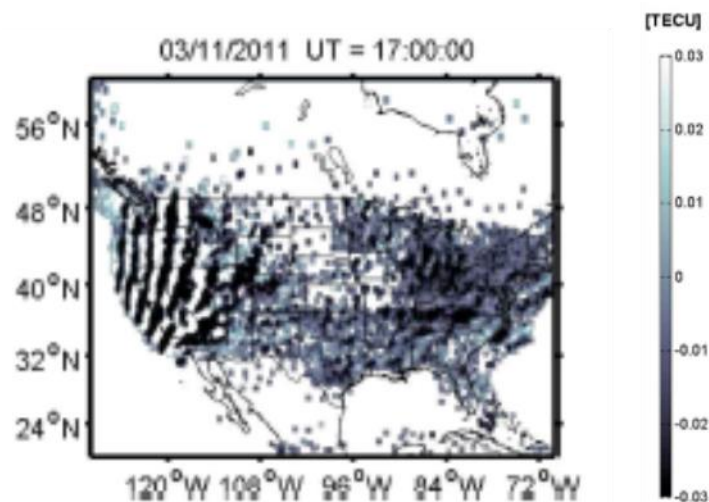 [TECU]
03/11/2011 UT = 17:00:00
0.03
0.02
0.01
0
-0.01
-0.02
-0.03
56°N
48°N
40°N
32°N
24°N
120°W 108°W 96°W 84°W 72°W